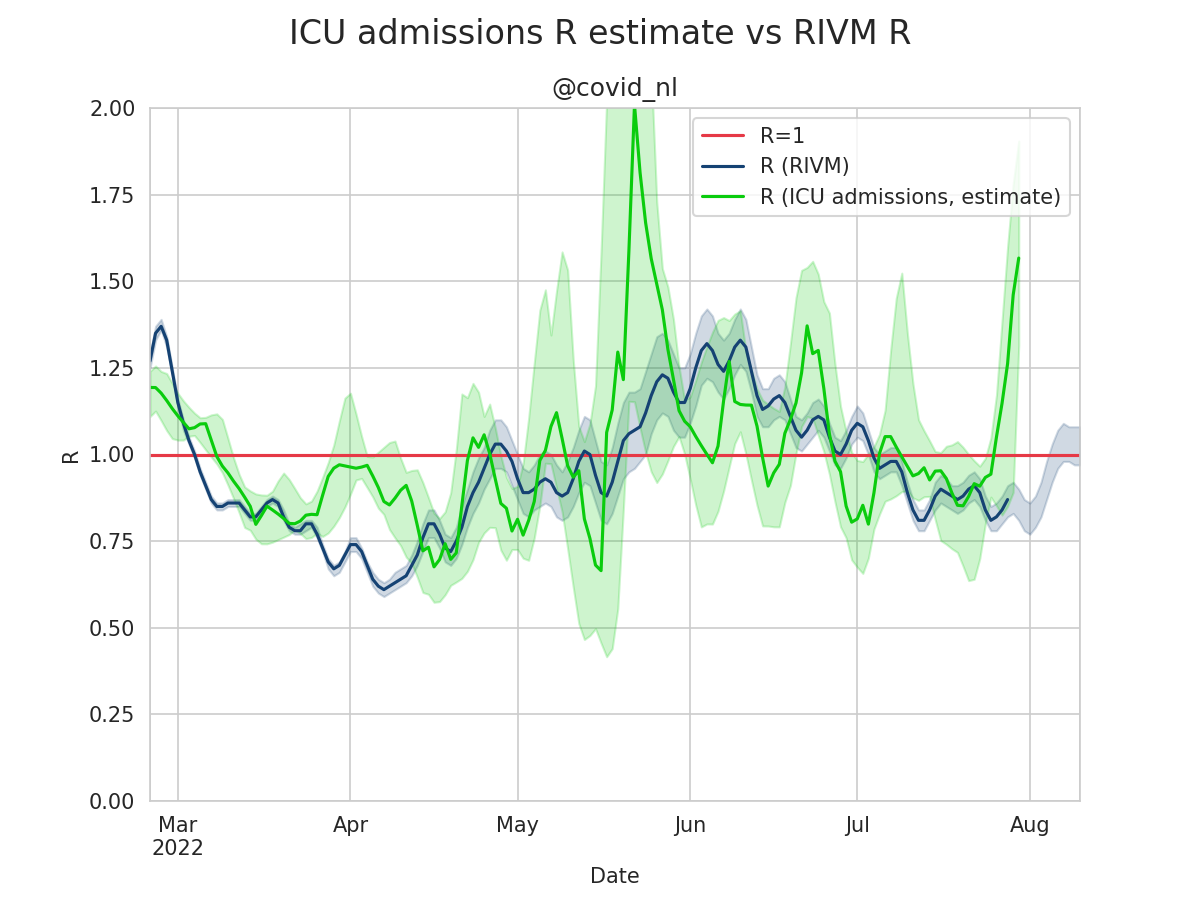 ICU admissions R estimate vs RIVM R
@covid_nl
R=1
R (RIVM)
R (ICU admissions, estimate)
2.00
1.75
1.50
1.25
1.00
0.75
0.50
0.25
0.00
R
Mar
2022
Apr
May
Jun
Jul
Aug
Date